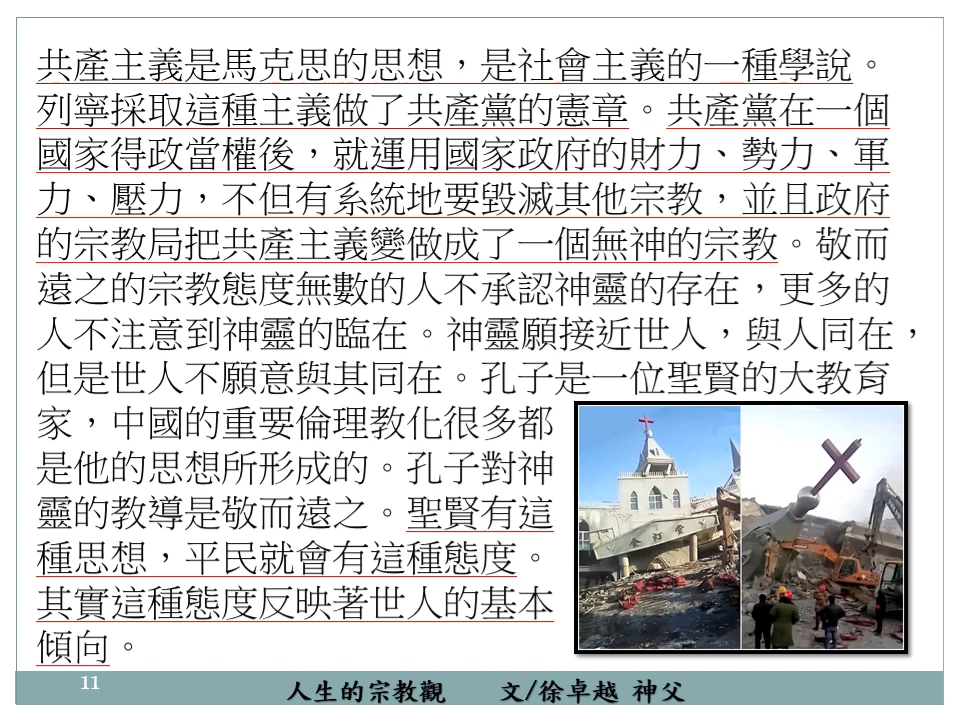 共產主義是馬克思的思想，是社會主義的一種學說。
列寧採取這種主義做了共產黨的憲章。共產黨在一個
國家得政當權後，就運用國家政府的財力、勢力、軍
力、壓力，不但有系統地要毀滅其他宗教，並且政府
的宗教局把共產主義變做成了一個無神的宗教。敬而
遠之的宗教態度無數的人不承認神靈的存在，更多的
人不注意到神靈的臨在。神靈願接近世人，與人同在，
但是世人不願意與其同在。孔子是一位聖賢的大教育
家，中國的重要倫理教化很多都
是他的思想所形成的。孔子對神
靈的教導是敬而遠之。聖賢有這
種思想，平民就會有這種態度。
其實這種態度反映著世人的基本
傾向。
11
人生的宗教觀 文/徐卓越 神父